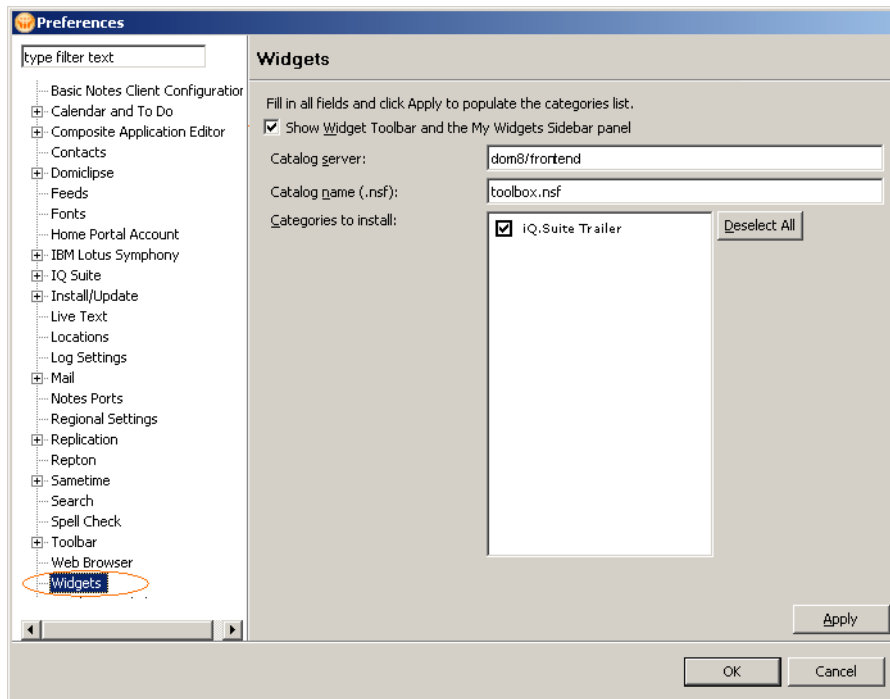 Preferences
type filter text
Basic Notes Client Configuration
Calendar and To Do
Composite Application Editor
Contacts
Domiclipse
Feeds
Fonts
Home Portal Account
IBM Lotus Symphony
IQ Suite
Install/Update
Live Text
Locations
Log Settings
Mail
Notes Ports
Regional Settings
Replication
Repton
Sametime
Search
Spell Check
Toolbar
Web Browser
Widgets
Widgets
Fill in all fields and click Apply to populate the categories list.
Show Widget Toolbar and the My Widgets Sidebar panel
Catalog server: dom8/frontend
Catalog name (.nsf): toolbox.nsf
Categories to install: iQ.Suite Trailer Deselect All
Apply
OK Cancel